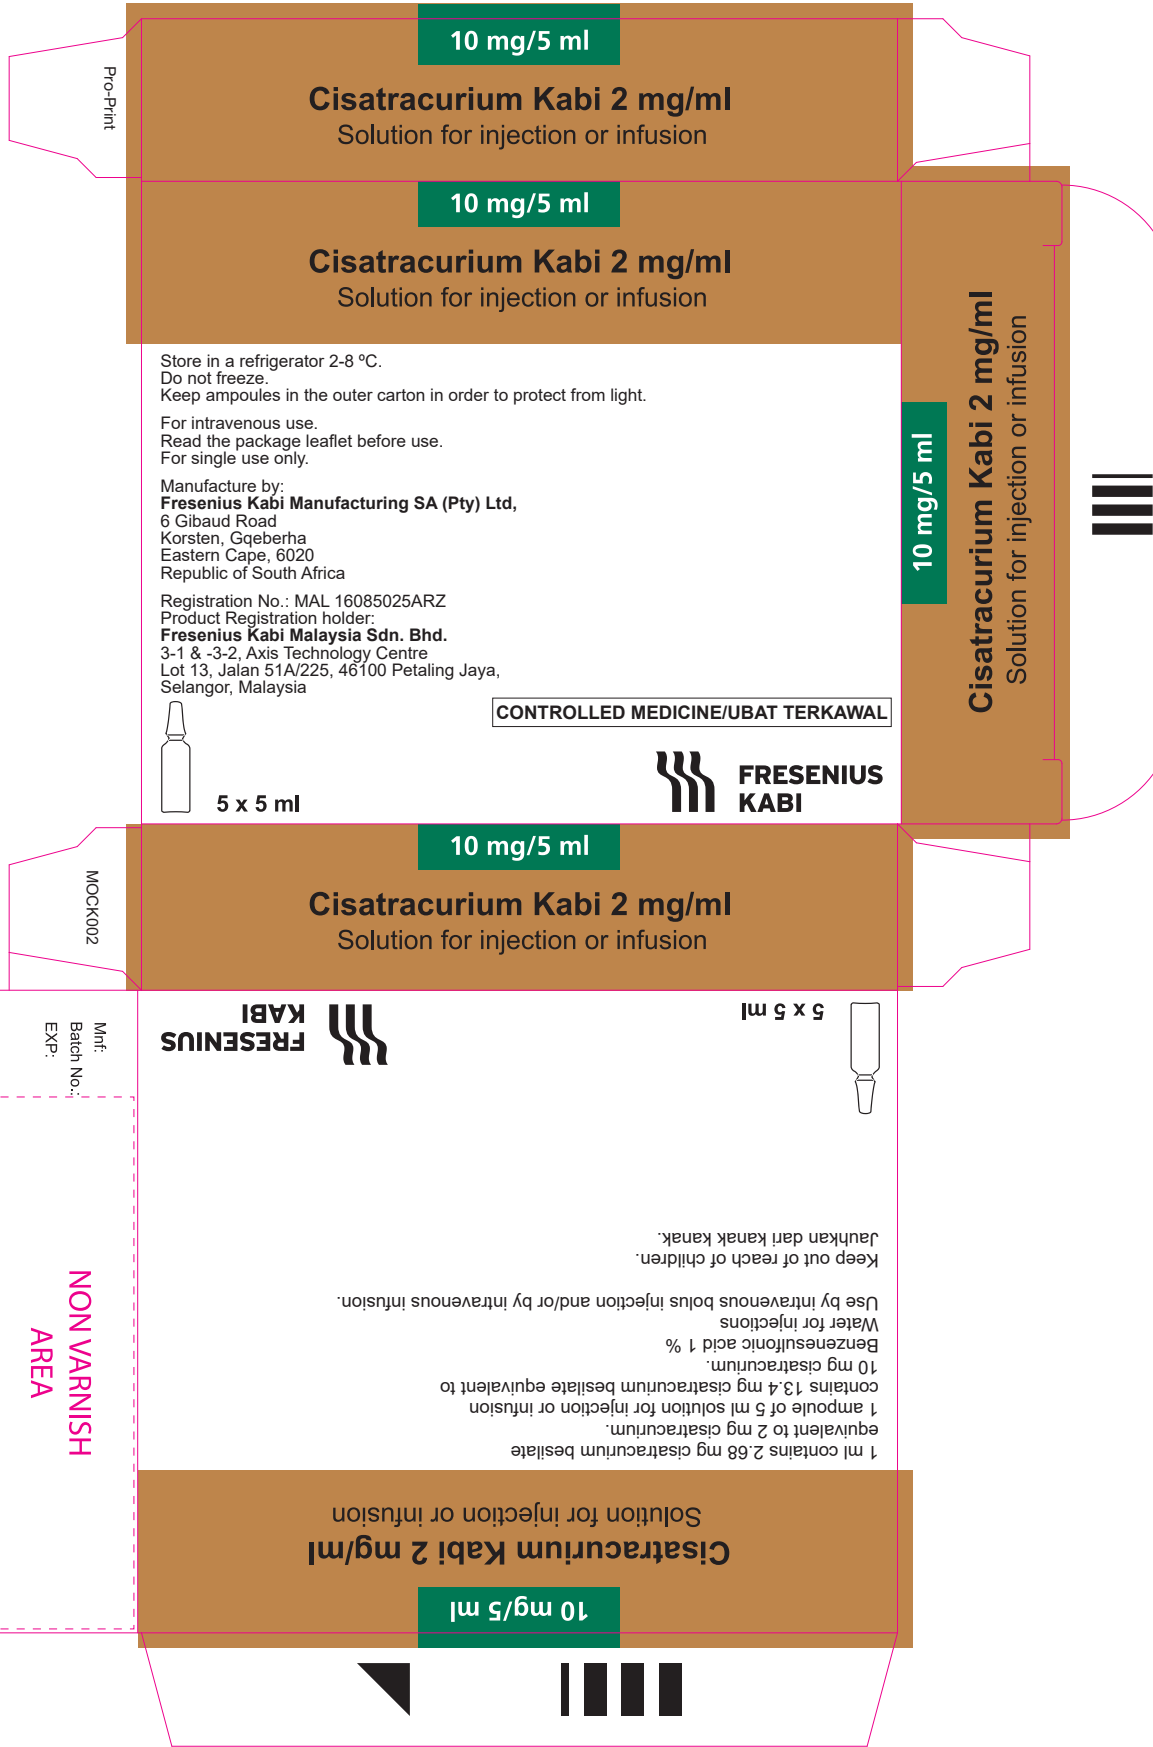 10 mg/5 ml
Cisatracurium Kabi 2 mg/ml
Solution for injection or infusion
Pro-Print
10 mg/5 ml
Cisatracurium Kabi 2 mg/ml
Solution for injection or infusion
Store in a refrigerator 2-8 ºC.
Do not freeze.
Keep ampoules in the outer carton in order to protect from light.
For intravenous use.
Read the package leaflet before use.
For single use only.
Manufacture by:
Fresenius Kabi Manufacturing SA (Pty) Ltd,
6 Gibaud Road
Korsten, Gqeberha
Eastern Cape, 6020
Republic of South Africa
Registration No.: MAL 16085025ARZ
Product Registration holder:
Fresenius Kabi Malaysia Sdn. Bhd.
3-1 & -3-2, Axis Technology Centre
Lot 13, Jalan 51A/225, 46100 Petaling Jaya,
Selangor, Malaysia
CONTROLLED MEDICINE/UBAT TERKAWAL
5 x 5 ml
FRESENIUS
KABI
10 mg/5 ml
Cisatracurium Kabi 2 mg/ml
Solution for injection or infusion
10 mg/5 ml
Cisatracurium Kabi 2 mg/ml
Solution for injection or infusion
MOCK002
Mnf:
Batch No.:
EXP:
NON VARNISH
AREA
10 mg/5 ml
Cisatracurium Kabi 2 mg/ml
Solution for injection or infusion
1 ml contains 2.68 mg cisatracurium besilate
equivalent to 2 mg cisatracurium.
1 ampoule of 5 ml solution for injection or infusion
contains 13.4 mg cisatracurium besilate equivalent to
10 mg cisatracurium.
Benzenesulfonic acid 1 %
Water for injections
Use by intravenous bolus injection and/or by intravenous infusion.
Keep out of reach of children.
Jauhkan dari kanak kanak.
5 x 5 ml
FRESENIUS
KABI